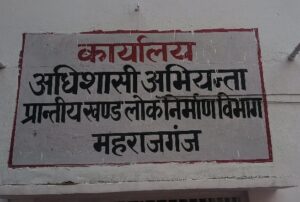 कार्यालय
अधिशासी अभियन्ता
प्रान्तीय खण्ड लोक निर्माण विभाग
महराजगंज